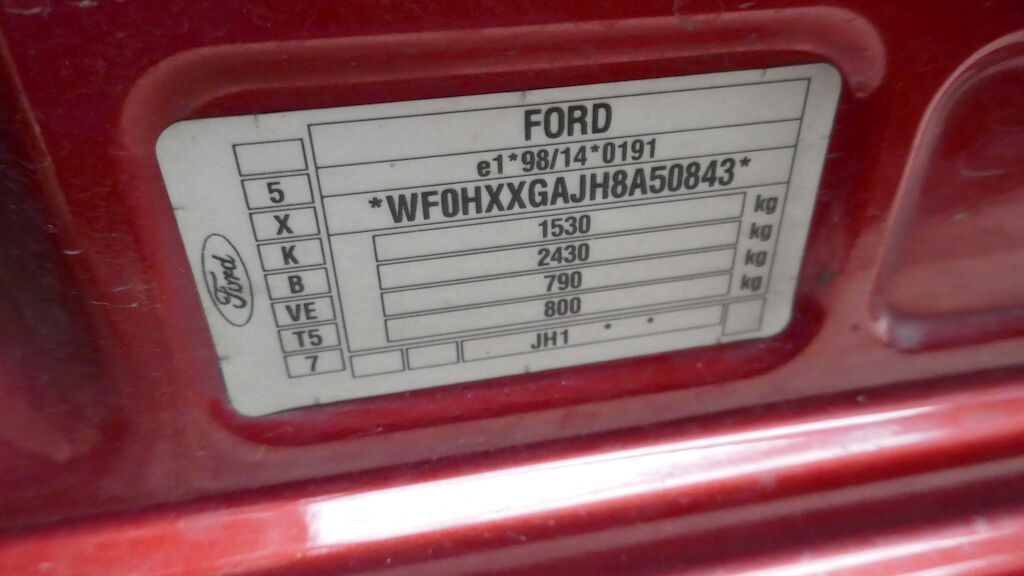 FORD
e1*98/14*0191
*WF0HXXGAJH8A50843*
1530 kg
2430 kg
790 kg
800 kg
JH1 * *
5
X
K
B
VE
T5
7
Ford